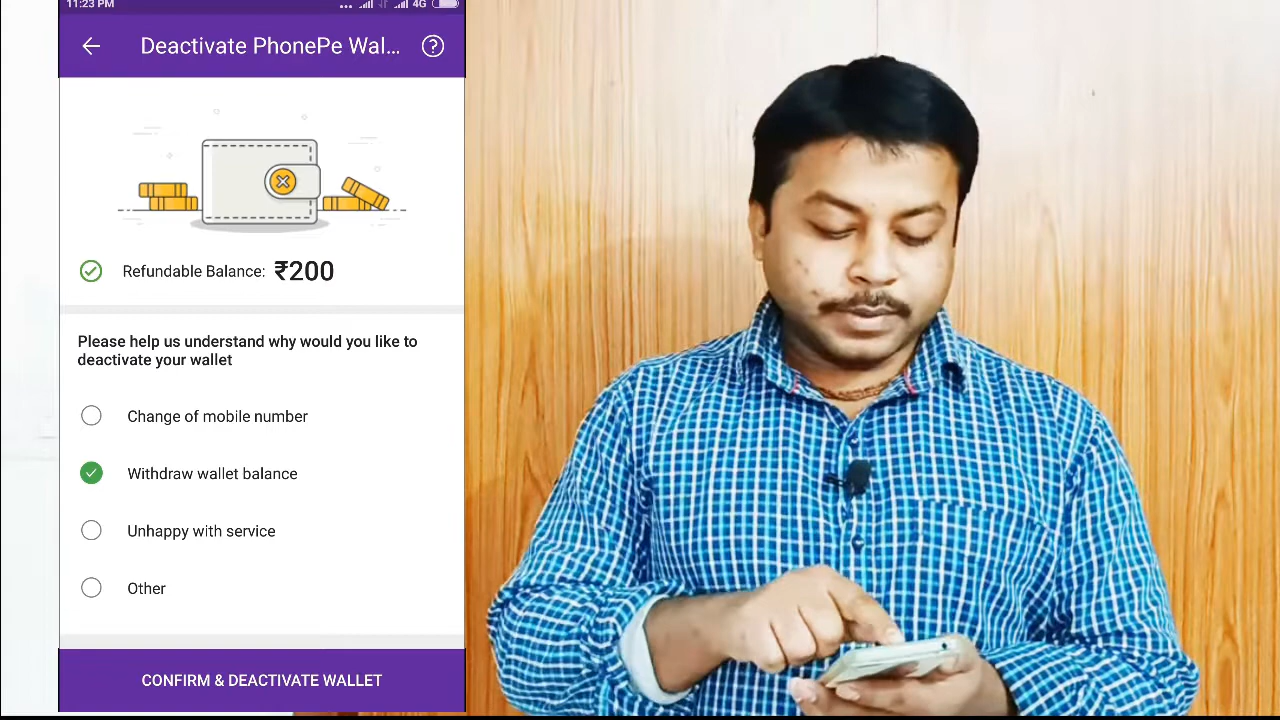 11:23 PM
4G
Deactivate PhonePe Wal...
Refundable Balance: ₹200
Please help us understand why would you like to
deactivate your wallet
Change of mobile number
Withdraw wallet balance
Unhappy with service
Other
CONFIRM & DEACTIVATE WALLET